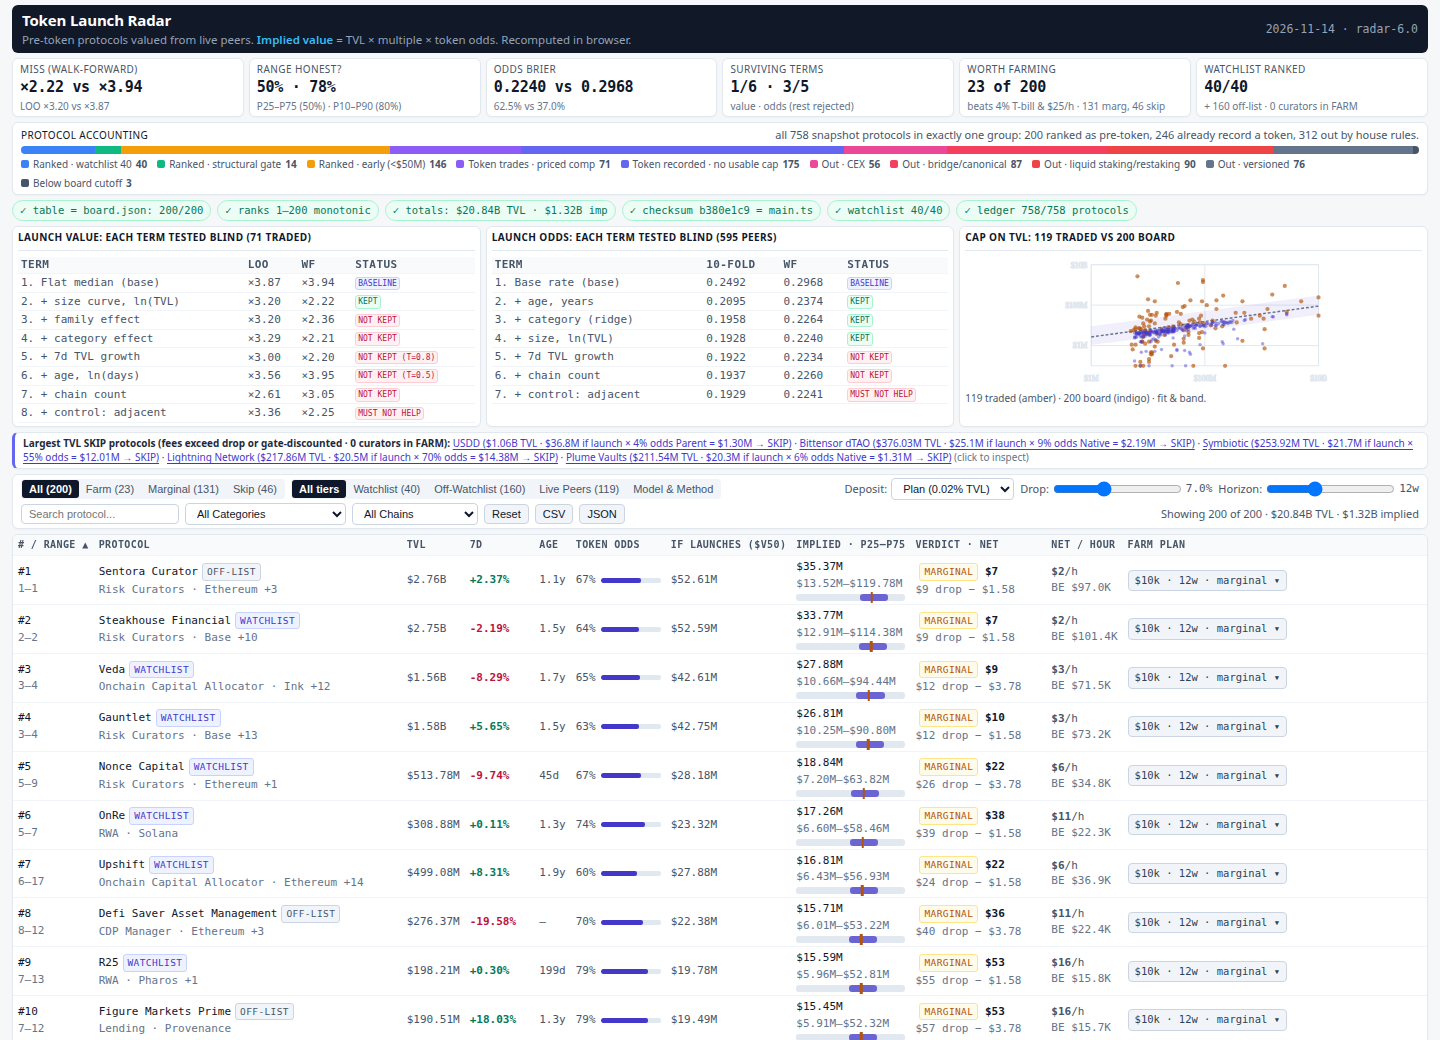 Token Launch Radar
Pre-token protocols valued from live peers. Implied value = TVL × multiple × token odds. Recomputed in browser.
2026-11-14 · radar-6.0
MISS (WALK-FORWARD)
×2.22 vs ×3.94
LOO ×3.20 vs ×3.87
RANGE HONEST?
50% · 78%
P25–P75 (50%) · P10–P90 (80%)
ODDS BRIER
0.2240 vs 0.2968
62.5% vs 37.0%
SURVIVING TERMS
1/6 · 3/5
value · odds (rest rejected)
WORTH FARMING
23 of 200
beats 4% T-bill & $25/h · 131 marg, 46 skip
WATCHLIST RANKED
40/40
+ 160 off-list · 0 curators in FARM
PROTOCOL ACCOUNTING
all 758 snapshot protocols in exactly one group: 200 ranked as pre-token, 246 already record a token, 312 out by house rules.
Ranked · watchlist 40 40 Ranked · structural gate 14 Ranked · early (<$50M) 146 Token trades · priced comp 71 Token recorded · no usable cap 175 Out · CEX 56 Out · bridge/canonical 87 Out · liquid staking/restaking 90 Out · versioned 76
Below board cutoff 3
✓ table = board.json: 200/200 ✓ ranks 1–200 monotonic ✓ totals: $20.84B TVL · $1.32B imp ✓ checksum b380e1c9 = main.ts ✓ watchlist 40/40 ✓ ledger 758/758 protocols
LAUNCH VALUE: EACH TERM TESTED BLIND (71 TRADED)
TERM LOO WF STATUS
1. Flat median (base) ×3.87 ×3.94 BASELINE
2. + size curve, ln(TVL) ×3.20 ×2.22 KEPT
3. + family effect ×3.20 ×2.36 NOT KEPT
4. + category effect ×3.29 ×2.21 NOT KEPT
5. + 7d TVL growth ×3.00 ×2.20 NOT KEPT (T=0.8)
6. + age, ln(days) ×3.56 ×3.95 NOT KEPT (T=0.5)
7. + chain count ×2.61 ×3.05 NOT KEPT
8. + control: adjacent ×3.36 ×2.25 MUST NOT HELP
LAUNCH ODDS: EACH TERM TESTED BLIND (595 PEERS)
TERM 10-FOLD WF STATUS
1. Base rate (base) 0.2492 0.2968 BASELINE
2. + age, years 0.2095 0.2374 KEPT
3. + category (ridge) 0.1958 0.2264 KEPT
4. + size, ln(TVL) 0.1928 0.2240 KEPT
5. + 7d TVL growth 0.1922 0.2234 NOT KEPT
6. + chain count 0.1937 0.2260 NOT KEPT
7. + control: adjacent 0.1929 0.2241 MUST NOT HELP
CAP ON TVL: 119 TRADED VS 200 BOARD
$10B
$100M
$1M
$1M $100M $10B
119 traded (amber) · 200 board (indigo) · fit & band.
Largest TVL SKIP protocols (fees exceed drop or gate-discounted · 0 curators in FARM): USDD ($1.06B TVL · $36.8M if launch × 4% odds Parent = $1.30M → SKIP) · Bittensor dTAO ($376.03M TVL · $25.1M if launch × 9% odds Native = $2.19M → SKIP) · Symbiotic ($253.92M TVL · $21.7M if launch ×
55% odds = $12.01M → SKIP) · Lightning Network ($217.86M TVL · $20.5M if launch × 70% odds = $14.38M → SKIP) · Plume Vaults ($211.54M TVL · $20.3M if launch × 6% odds Native = $1.31M → SKIP) (click to inspect)
All (200) Farm (23) Marginal (131) Skip (46) All tiers Watchlist (40) Off-Watchlist (160) Live Peers (119) Model & Method Deposit: Plan (0.02% TVL) Drop: 7.0% Horizon: 12w
Search protocol... All Categories All Chains Reset CSV JSON Showing 200 of 200 · $20.84B TVL · $1.32B implied
# / RANGE ▲ PROTOCOL TVL 7D AGE TOKEN ODDS IF LAUNCHES ($V50) IMPLIED · P25–P75 VERDICT · NET NET / HOUR FARM PLAN
#1 Sentora Curator OFF-LIST $2.76B +2.37% 1.1y 67% $52.61M $35.37M MARGINAL $7 $2/h $10k · 12w · marginal ▾
1–1 Risk Curators · Ethereum +3 $13.52M–$119.78M $9 drop − $1.58 BE $97.0K
#2 Steakhouse Financial WATCHLIST $2.75B -2.19% 1.5y 64% $52.59M $33.77M MARGINAL $7 $2/h $10k · 12w · marginal ▾
2–2 Risk Curators · Base +10 $12.91M–$114.38M $9 drop − $1.58 BE $101.4K
#3 Veda WATCHLIST $1.56B -8.29% 1.7y 65% $42.61M $27.88M MARGINAL $9 $3/h $10k · 12w · marginal ▾
3–4 Onchain Capital Allocator · Ink +12 $10.66M–$94.44M $12 drop − $3.78 BE $71.5K
#4 Gauntlet WATCHLIST $1.58B +5.65% 1.5y 63% $42.75M $26.81M MARGINAL $10 $3/h $10k · 12w · marginal ▾
3–4 Risk Curators · Base +13 $10.25M–$90.80M $12 drop − $1.58 BE $73.2K
#5 Nonce Capital WATCHLIST $513.78M -9.74% 45d 67% $28.18M $18.84M MARGINAL $22 $6/h $10k · 12w · marginal ▾
5–9 Risk Curators · Ethereum +1 $7.20M–$63.82M $26 drop − $3.78 BE $34.8K
#6 OnRe WATCHLIST $308.88M +0.11% 1.3y 74% $23.32M $17.26M MARGINAL $38 $11/h $10k · 12w · marginal ▾
5–7 RWA · Solana $6.60M–$58.46M $39 drop − $1.58 BE $22.3K
#7 Upshift WATCHLIST $499.08M +8.31% 1.9y 60% $27.88M $16.81M MARGINAL $22 $6/h $10k · 12w · marginal ▾
6–17 Onchain Capital Allocator · Ethereum +14 $6.43M–$56.93M $24 drop − $1.58 BE $36.9K
#8 Defi Saver Asset Management OFF-LIST $276.37M -19.58% – 70% $22.38M $15.71M MARGINAL $36 $11/h $10k · 12w · marginal ▾
8–12 CDP Manager · Ethereum +3 $6.01M–$53.22M $40 drop − $3.78 BE $22.4K
#9 R25 WATCHLIST $198.21M +0.30% 199d 79% $19.78M $15.59M MARGINAL $53 $16/h $10k · 12w · marginal ▾
7–13 RWA · Pharos +1 $5.96M–$52.81M $55 drop − $1.58 BE $15.8K
#10 Figure Markets Prime OFF-LIST $190.51M +18.03% 1.3y 79% $19.49M $15.45M MARGINAL $53 $16/h $10k · 12w · marginal ▾
7–12 Lending · Provenance $5.91M–$52.32M $57 drop − $3.78 BE $15.7K